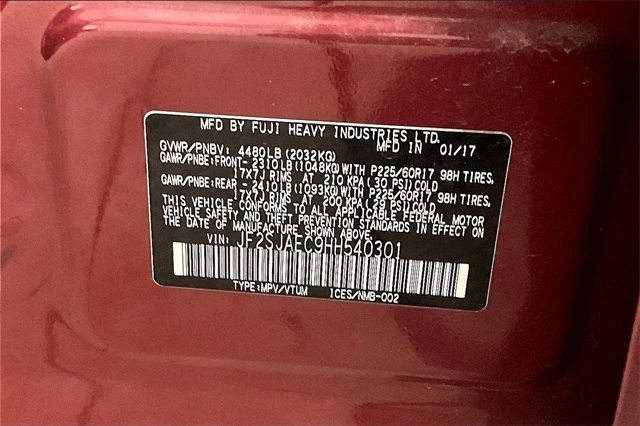 MFD BY FUJI HEAVY INDUSTRIES LTD.
GVWR/PNBV: 4480LB (2032KG) MFD IN 01/17
GAWR/PNBE:FRONT- 2310LB (1048KG) WITH P225/60R17 98H TIRES,
17X7J RIMS AT 210 KPA (30 PSI) COLD
GAWR/PNBE:REAR - 2410LB (1093KG) WITH P225/60R17 98H TIRES,
17X7J RIMS AT 200 KPA (29 PSI) COLD
THIS VEHICLE CONFORMS TO ALL APPLICABLE FEDERAL MOTOR
VEHICLE SAFETY AND BUMPER STANDARDS IN EFFECT ON THE
DATE OF MANUFACTURE SHOWN ABOVE.
VIN: JF2SJAEC9HH540301
TYPE:MPV/VTUM ICES/NMB-002